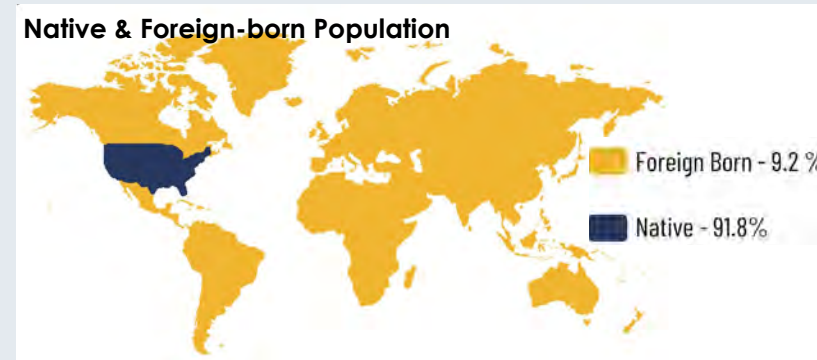 Native & Foreign-born Population
Foreign Born - 9.2 %
Native - 91.8%